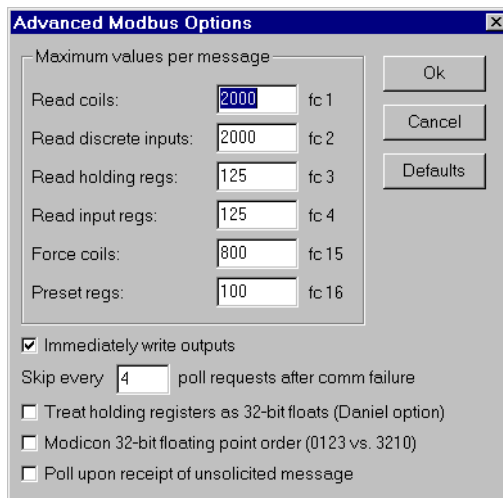 Advanced Modbus Options
Maximum values per message
Read coils: 2000 fc 1
Read discrete inputs: 2000 fc 2
Read holding regs: 125 fc 3
Read input regs: 125 fc 4
Force coils: 800 fc 15
Preset regs: 100 fc 16
Ok
Cancel
Defaults
Immediately write outputs
Skip every 4 poll requests after comm failure
Treat holding registers as 32-bit floats (Daniel option)
Modicon 32-bit floating point order (0123 vs. 3210)
Poll upon receipt of unsolicited message